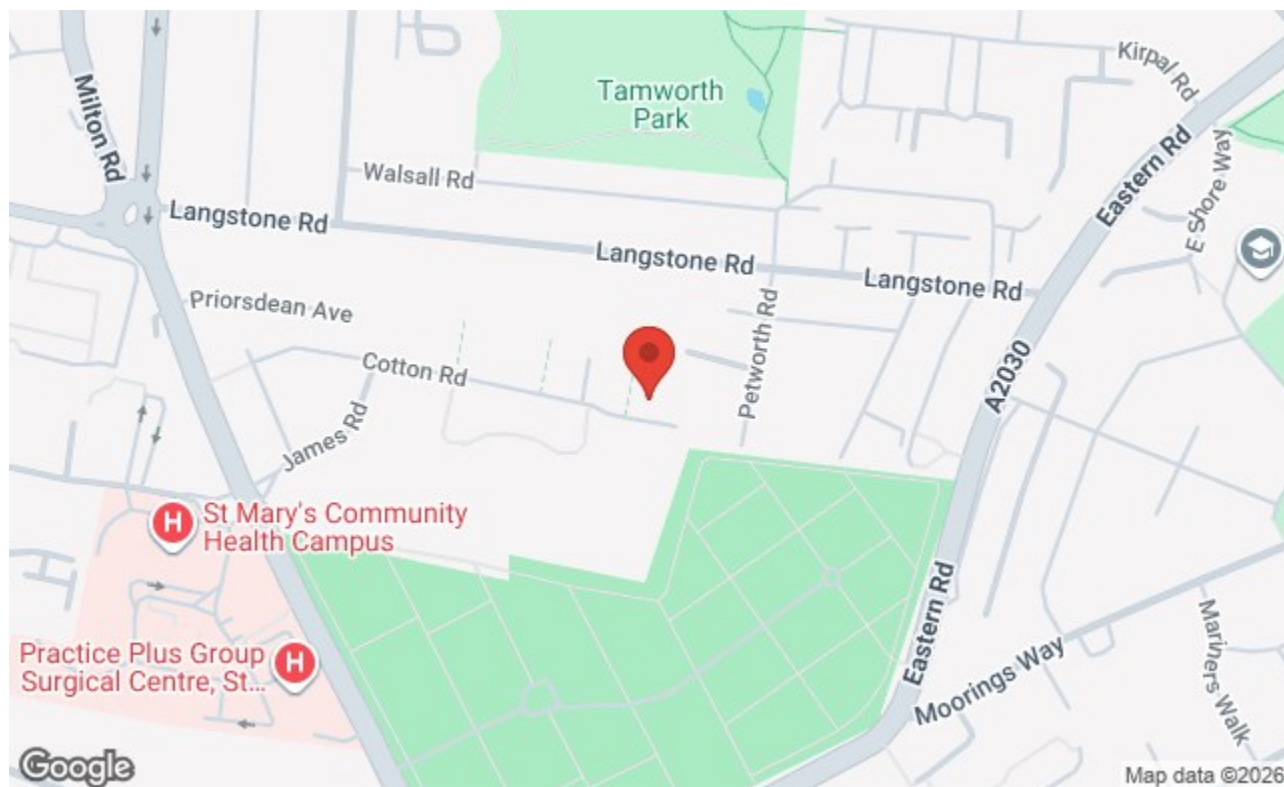 Kirpal Rd
Tamworth
Park
Milton Rd
Eastern Rd
E Shore Way
Walsall Rd
Langstone Rd
Langstone Rd
Langstone Rd
Priorsdean Ave
Petworth Rd
Cotton Rd
A2030
James Rd
H
St Mary's Community
Health Campus
Eastern Rd
Mariners Walk
Practice Plus Group
Surgical Centre, St...
H
Moorings Way
Google
Map data ©2026